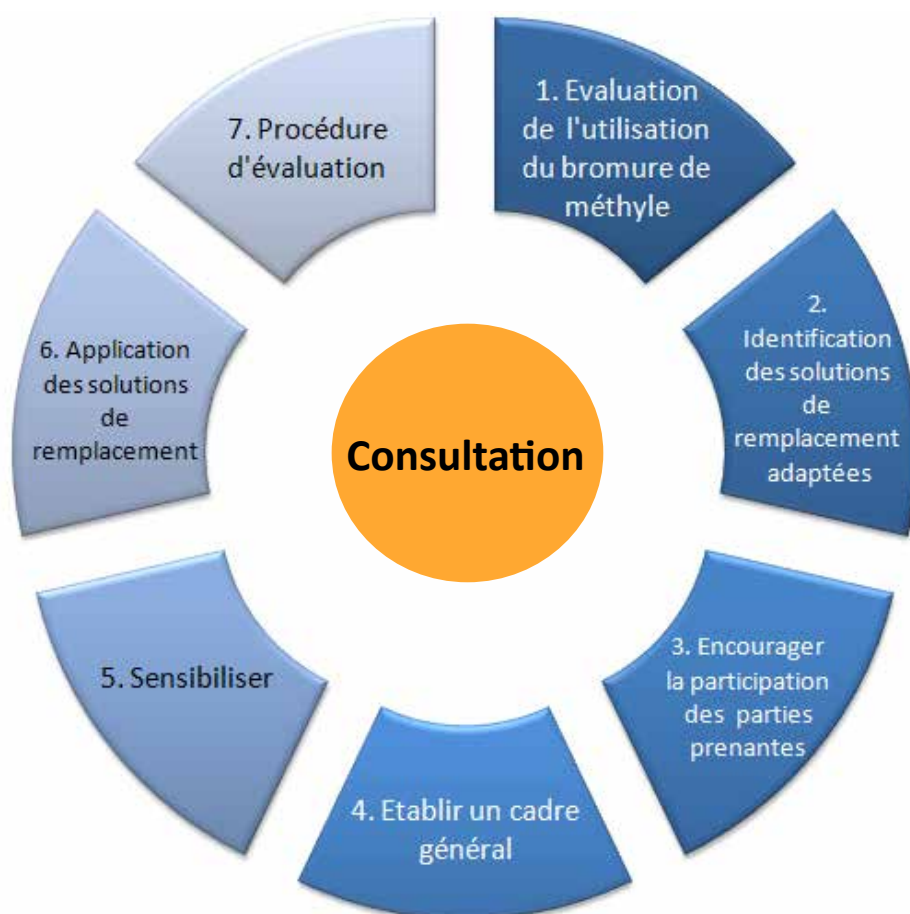 1. Evaluation
de l'utilisation
du bromure de
méthyle
2.
Identification
des solutions
de
remplacement
adaptées
3. Encourager
la participation
des parties
prenantes
4. Etablir un cadre
général
5. Sensibiliser
6. Application
des solutions
de
remplacement
7. Procédure
d'évaluation
Consultation